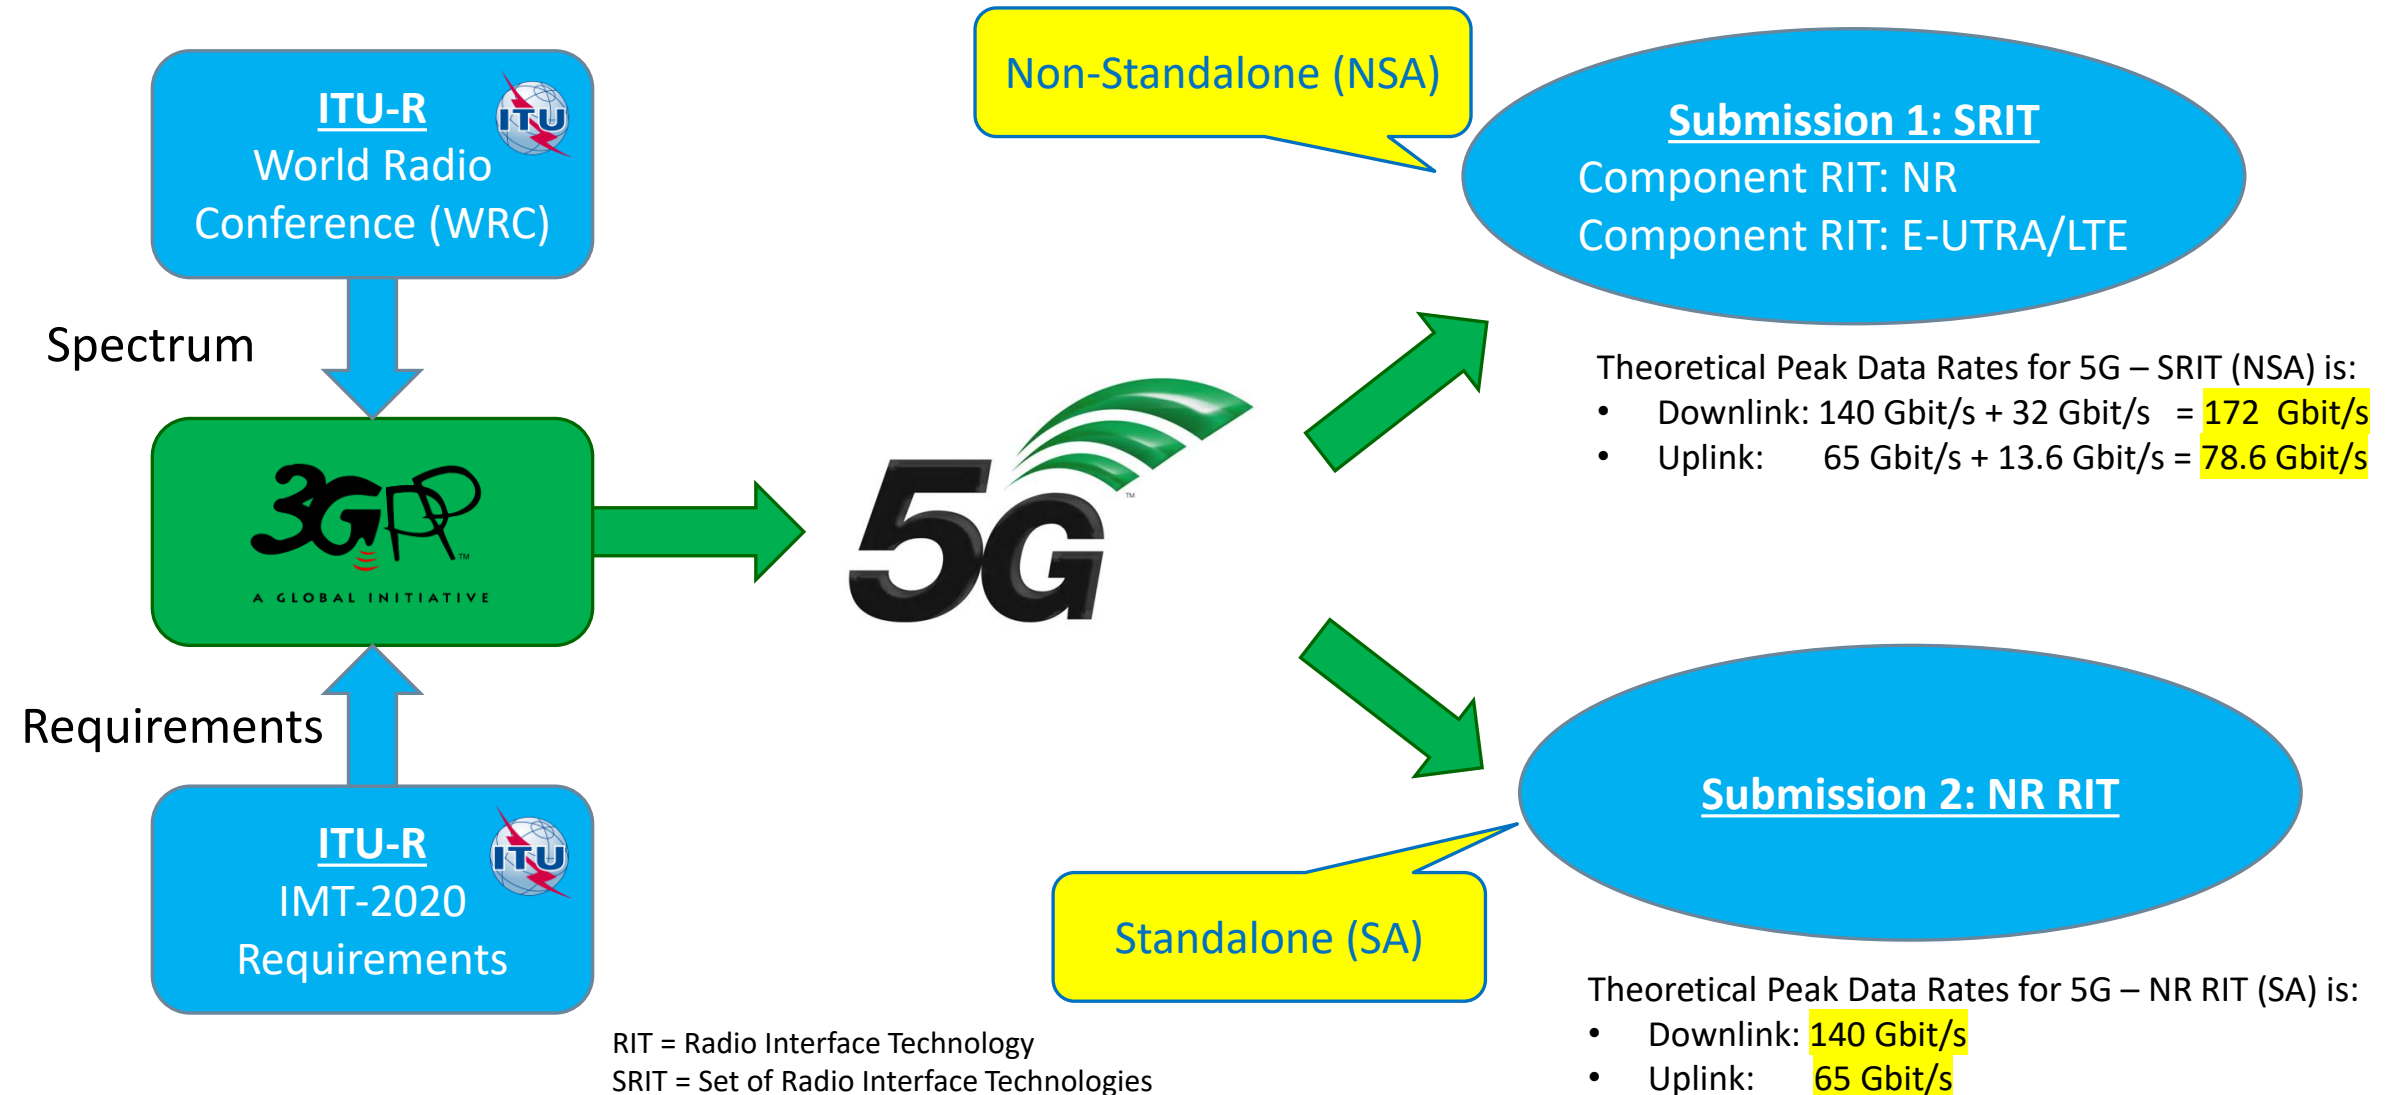 ITU-R
ITU
World Radio
Conference (WRC)
Spectrum
3GPP™
A GLOBAL INITIATIVE
Requirements
ITU-R
ITU
IMT-2020
Requirements
5G
™
Non-Standalone (NSA)
Submission 1: SRIT
Component RIT: NR
Component RIT: E-UTRA/LTE
Theoretical Peak Data Rates for 5G – SRIT (NSA) is:
• Downlink: 140 Gbit/s + 32 Gbit/s = 172 Gbit/s
• Uplink: 65 Gbit/s + 13.6 Gbit/s = 78.6 Gbit/s
Submission 2: NR RIT
Standalone (SA)
Theoretical Peak Data Rates for 5G – NR RIT (SA) is:
• Downlink: 140 Gbit/s
• Uplink: 65 Gbit/s
RIT = Radio Interface Technology
SRIT = Set of Radio Interface Technologies